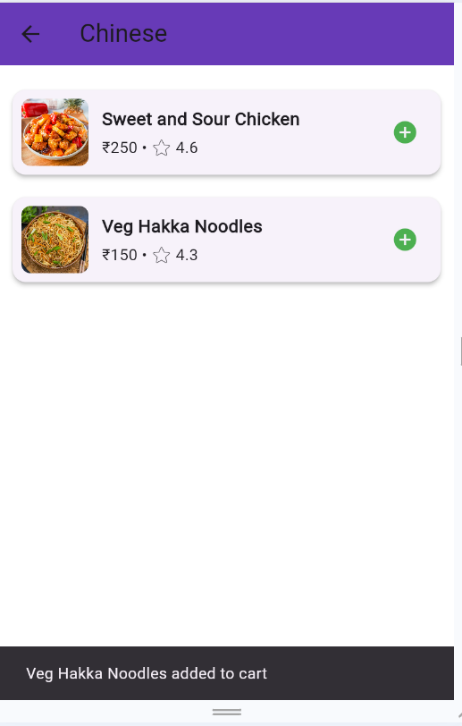 Chinese
Sweet and Sour Chicken
₹250 • ☆ 4.6
Veg Hakka Noodles
₹150 • ☆ 4.3
Veg Hakka Noodles added to cart